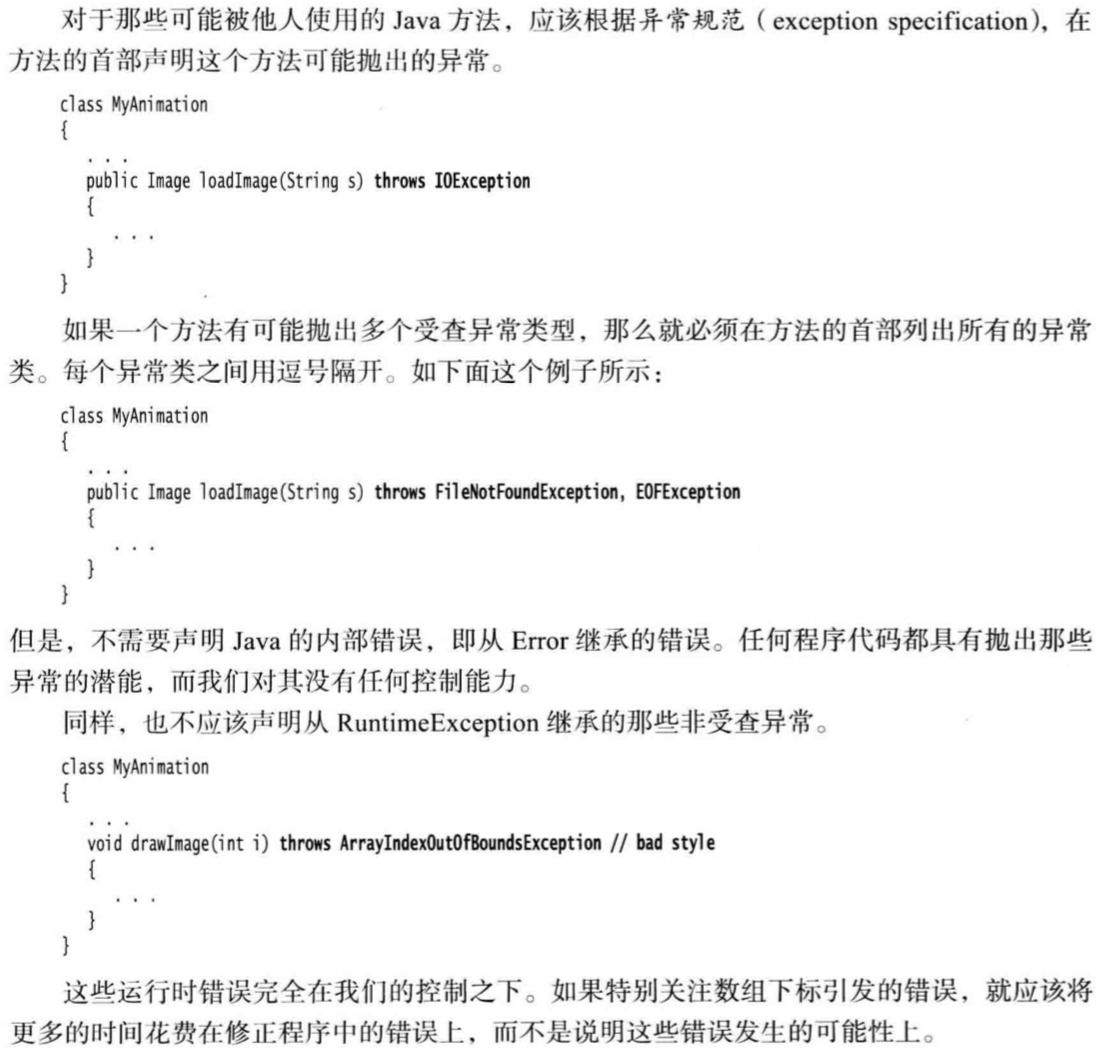 对于那些可能被他人使用的 Java 方法，应该根据异常规范（exception specification），在
方法的首部声明这个方法可能抛出的异常。
class MyAnimation
{
. . .
public Image loadImage(String s) throws IOException
{
. . .
}
}
如果一个方法有可能抛出多个受查异常类型，那么就必须在方法的首部列出所有的异常
类。每个异常类之间用逗号隔开。如下面这个例子所示：
class MyAnimation
{
. . .
public Image loadImage(String s) throws FileNotFoundException, EOFException
{
. . .
}
}
但是，不需要声明 Java 的内部错误，即从 Error 继承的错误。任何程序代码都具有抛出那些
异常的潜能，而我们对其没有任何控制能力。
同样，也不应该声明从 RuntimeException 继承的那些非受查异常。
class MyAnimation
{
. . .
void drawImage(int i) throws ArrayIndexOutOfBoundsException // bad style
{
. . .
}
}
这些运行时错误完全在我们的控制之下。如果特别关注数组下标引发的错误，就应该将
更多的时间花费在修正程序中的错误上，而不是说明这些错误发生的可能性上。